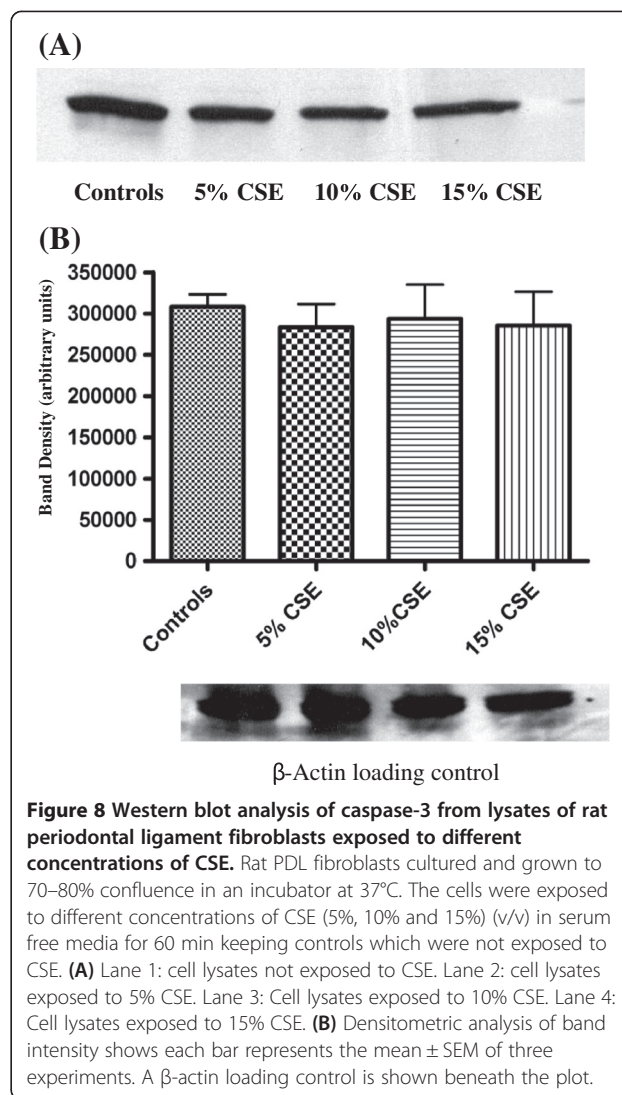 (A)
Controls 5% CSE 10% CSE 15% CSE
(B)
Band Density (arbitrary units)
350000
300000
250000
200000
150000
100000
50000
0
Controls
5% CSE
10%CSE
15% CSE
β-Actin loading control
Figure 8 Western blot analysis of caspase-3 from lysates of rat
periodontal ligament fibroblasts exposed to different
concentrations of CSE. Rat PDL fibroblasts cultured and grown to
70–80% confluence in an incubator at 37°C. The cells were exposed
to different concentrations of CSE (5%, 10% and 15%) (v/v) in serum
free media for 60 min keeping controls which were not exposed to
CSE. (A) Lane 1: cell lysates not exposed to CSE. Lane 2: cell lysates
exposed to 5% CSE. Lane 3: Cell lysates exposed to 10% CSE. Lane 4:
Cell lysates exposed to 15% CSE. (B) Densitometric analysis of band
intensity shows each bar represents the mean ± SEM of three
experiments. A β-actin loading control is shown beneath the plot.